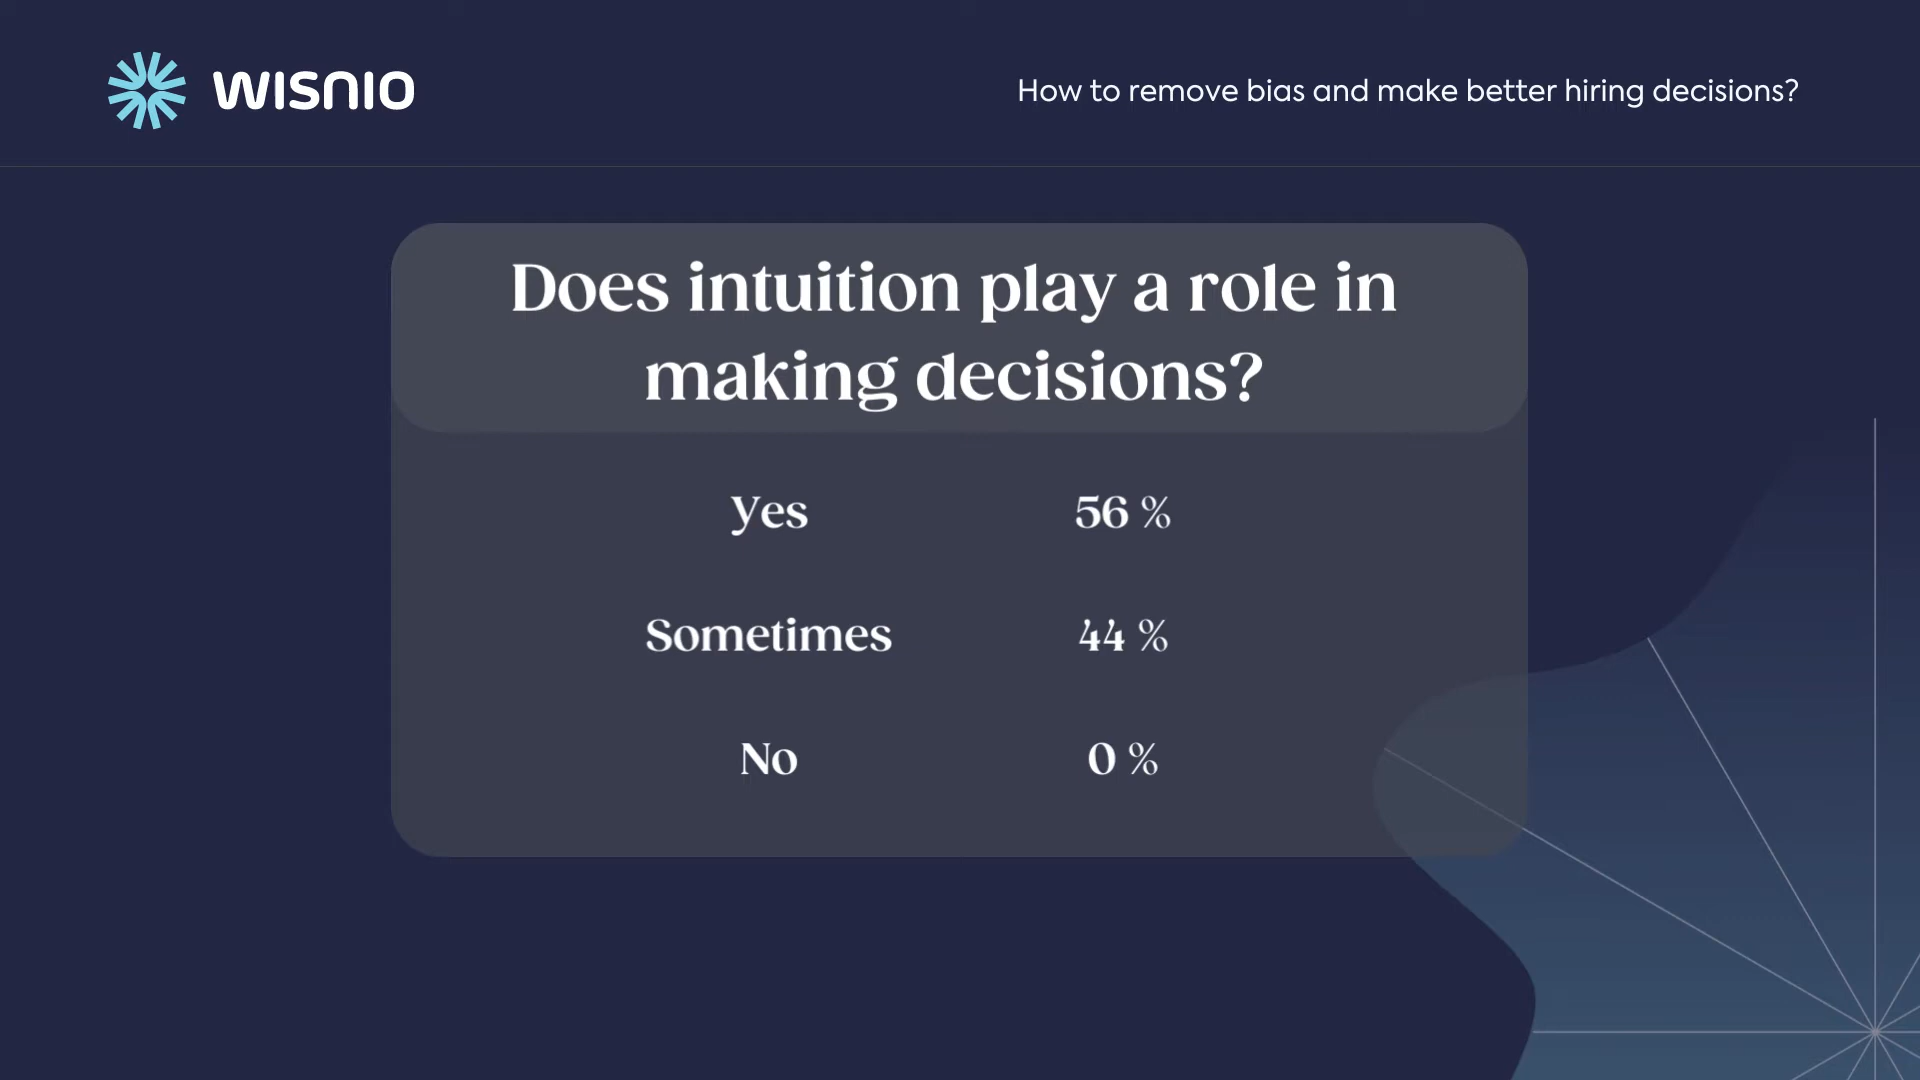 WISNIO
How to remove bias and make better hiring decisions?
Does intuition play a role in
making decisions?
Yes 56 %
Sometimes 44 %
No 0 %